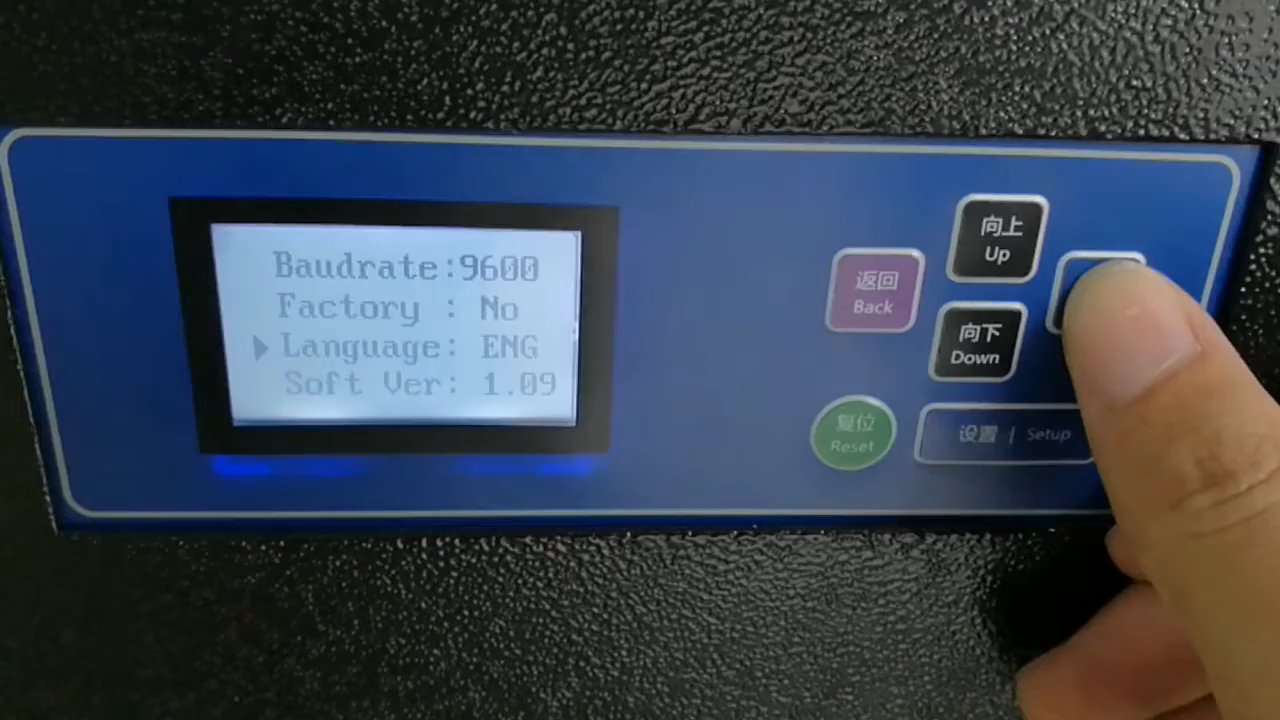 Baudrate:9600
Factory : No
Language: ENG
Soft Ver: 1.09
向上
Up
返回
Back
向下
Down
复位
Reset
设置 | Setup